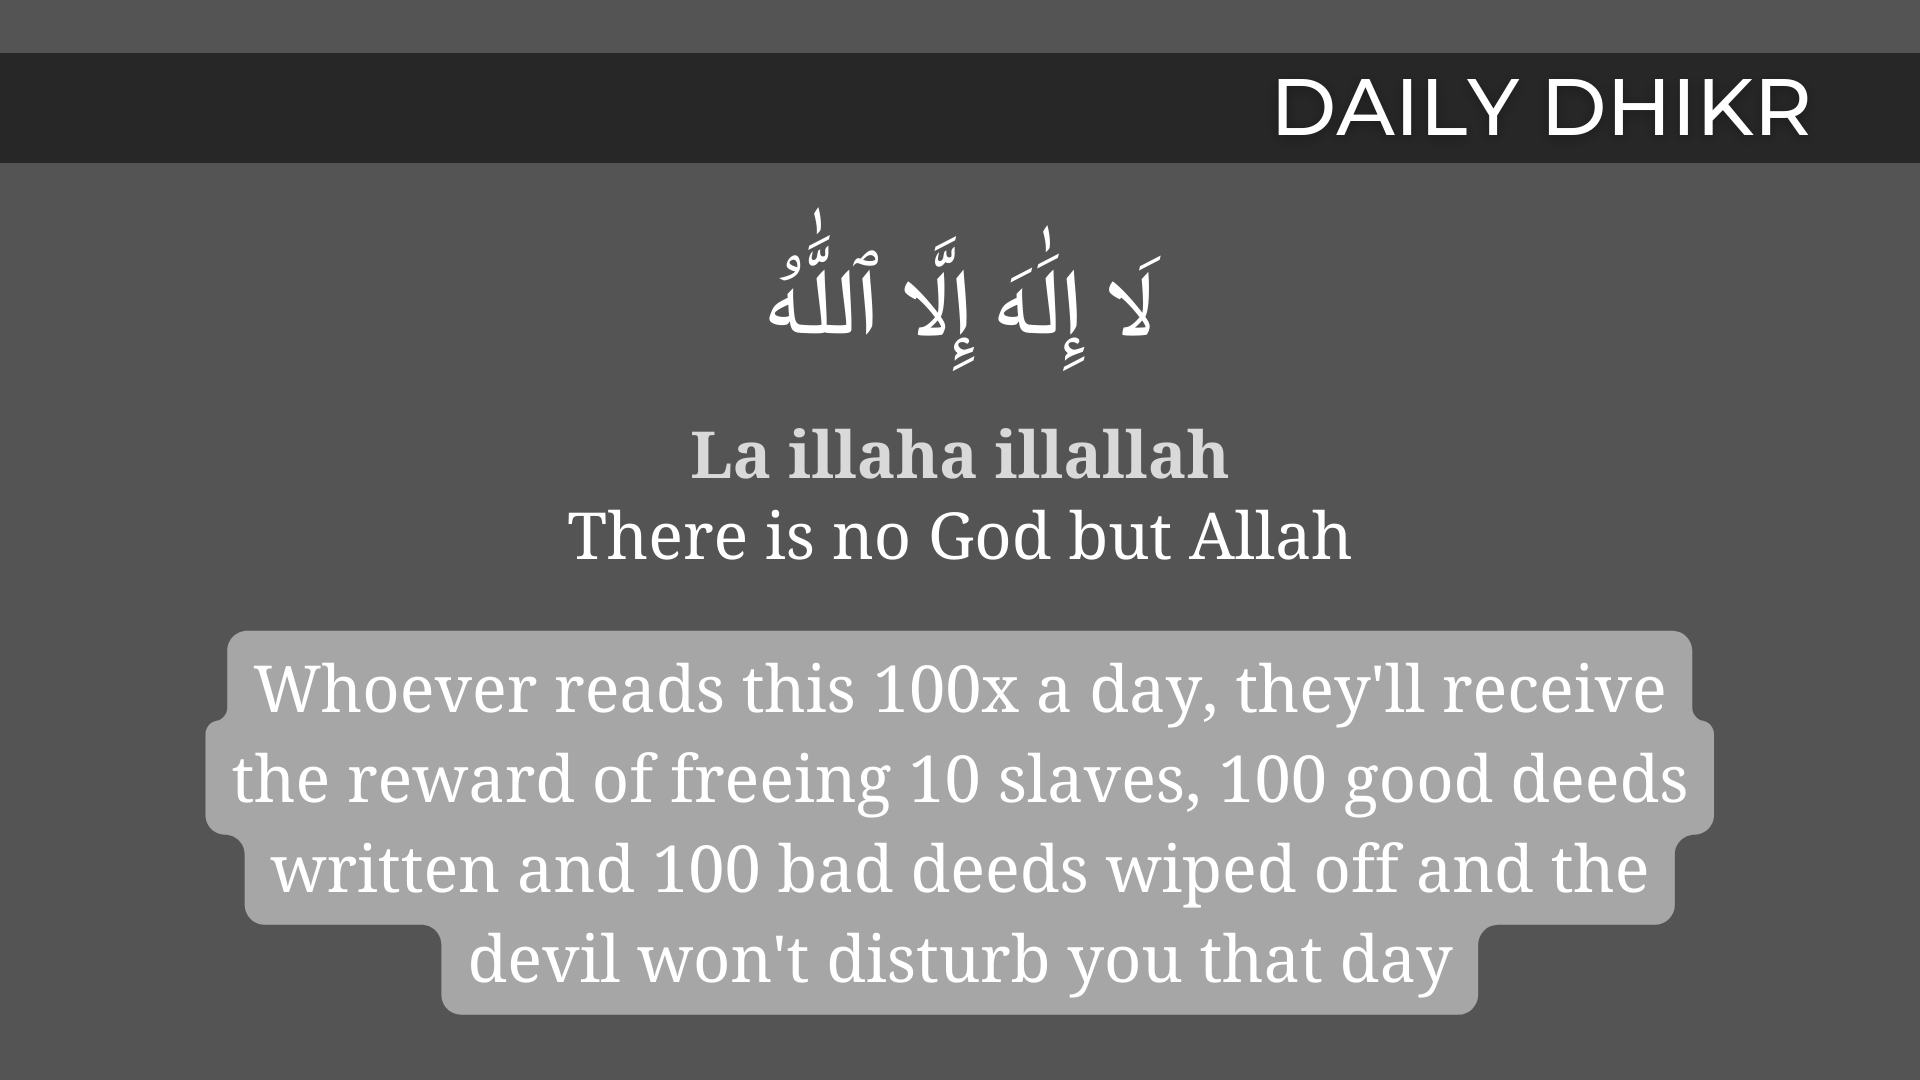 DAILY DHIKR
لَا إِلَٰهَ إِلَّا ٱللَّٰهُ
La illaha illallah
There is no God but Allah
Whoever reads this 100x a day, they'll receive
the reward of freeing 10 slaves, 100 good deeds
written and 100 bad deeds wiped off and the
devil won't disturb you that day